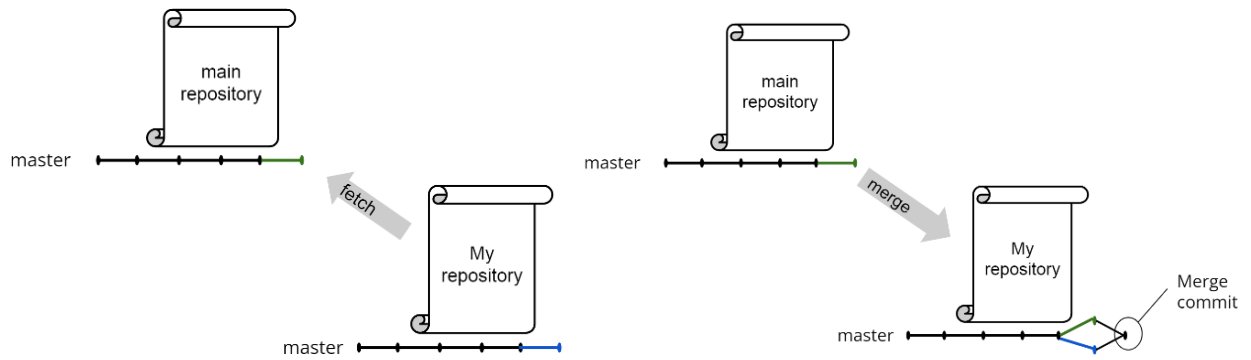 main
repository
master
fetch
My
repository
master
main
repository
master
merge
My
repository
master
Merge
commit